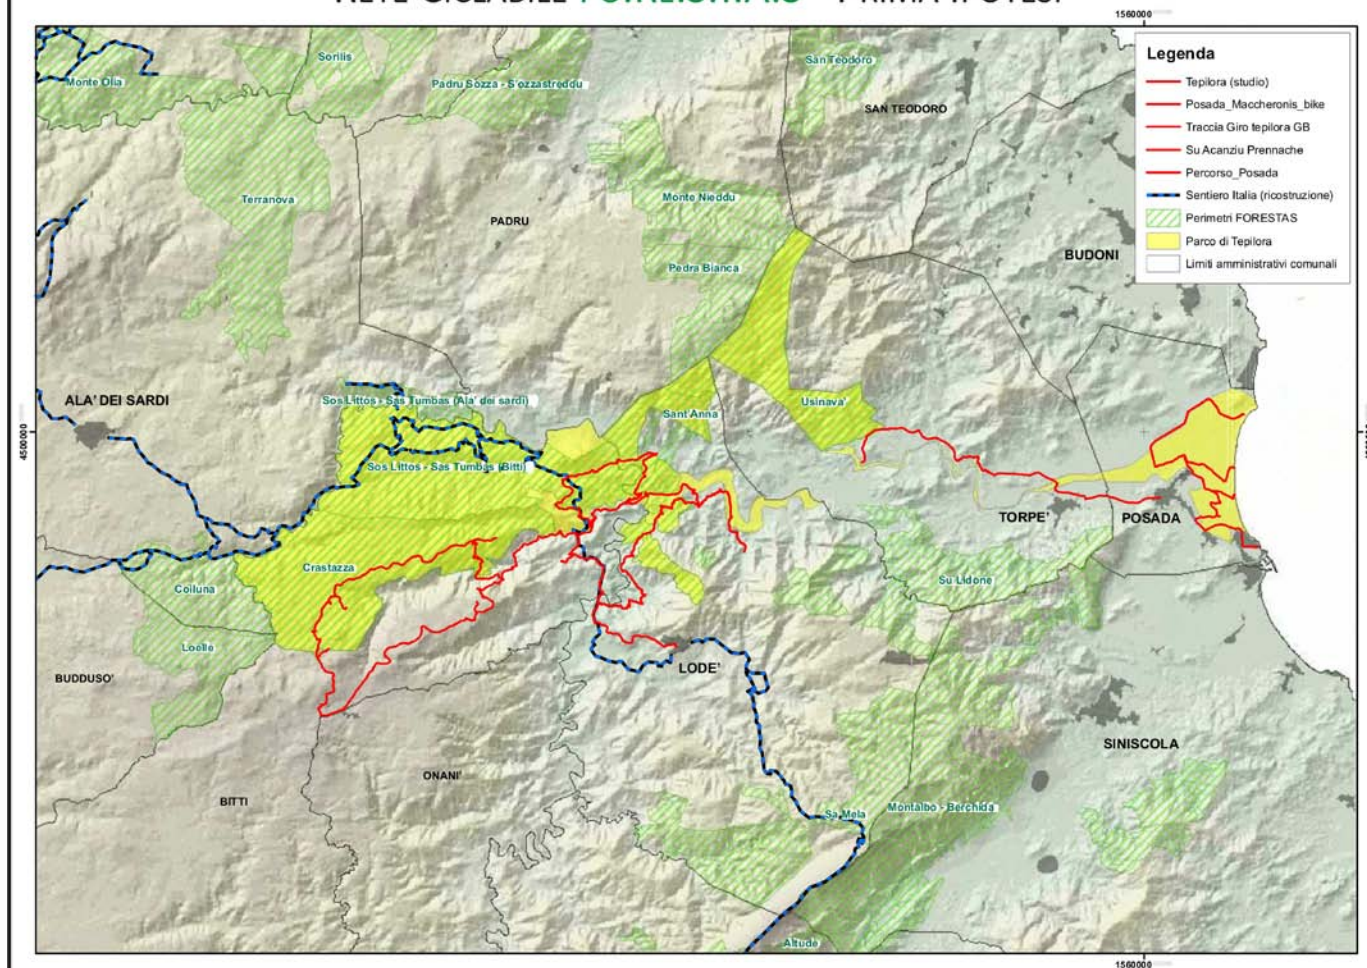 1560000
Legenda
Tepilora (studio)
Posada_Maccheronis_bike
Traccia Giro tepilora GB
Su Acanziu Prennache
Percorso_Posada
Sentiero Italia (ricostruzione)
Perimetri FORESTAS
Parco di Tepilora
Limiti amministrativi comunali
Sorilis
San Teodoro
Monte Olia
Padru Sozza - S'ozzastreddu
SAN TEODORO
Terranova
Monte Nieddu
PADRU
BUDONI
Pedra Bianca
ALA' DEI SARDI
Sos Littos - Sas Tumbas (Ala' dei sardi)
Usinava'
Sant'Anna
4500000
Sos Littos - Sas Tumbas (Bitti)
TORPE'
POSADA
Crastazza
Su Lidone
Coiluna
Loelle
LODE'
BUDDUSO'
SINISCOLA
ONANI'
BITTI
Sa Mela
Montalbo - Berchida
Altudè
1560000